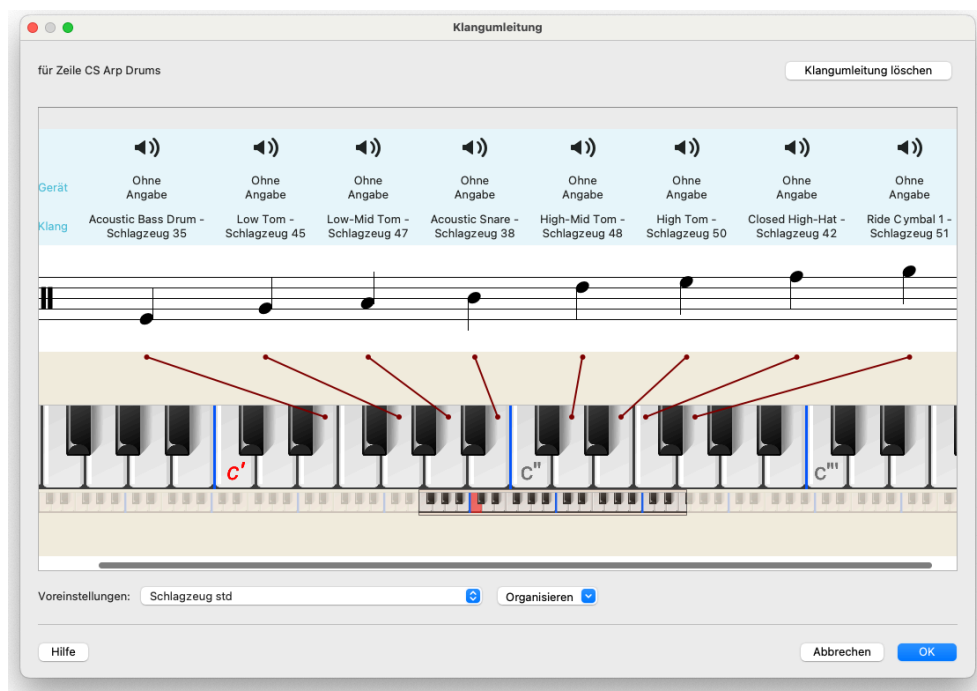 Klangumleitung
für Zeile CS Arp Drums
Klangumleitung löschen
Gerät
Ohne
Angabe
Ohne
Angabe
Ohne
Angabe
Ohne
Angabe
Ohne
Angabe
Ohne
Angabe
Ohne
Angabe
Ohne
Angabe
Klang
Acoustic Bass Drum -
Schlagzeug 35
Low Tom -
Schlagzeug 45
Low-Mid Tom -
Schlagzeug 47
Acoustic Snare -
Schlagzeug 38
High-Mid Tom -
Schlagzeug 48
High Tom -
Schlagzeug 50
Closed High-Hat -
Schlagzeug 42
Ride Cymbal 1 -
Schlagzeug 51
C'
C''
C'''
Voreinstellungen:
Schlagzeug std
Organisieren
Hilfe
Abbrechen
OK